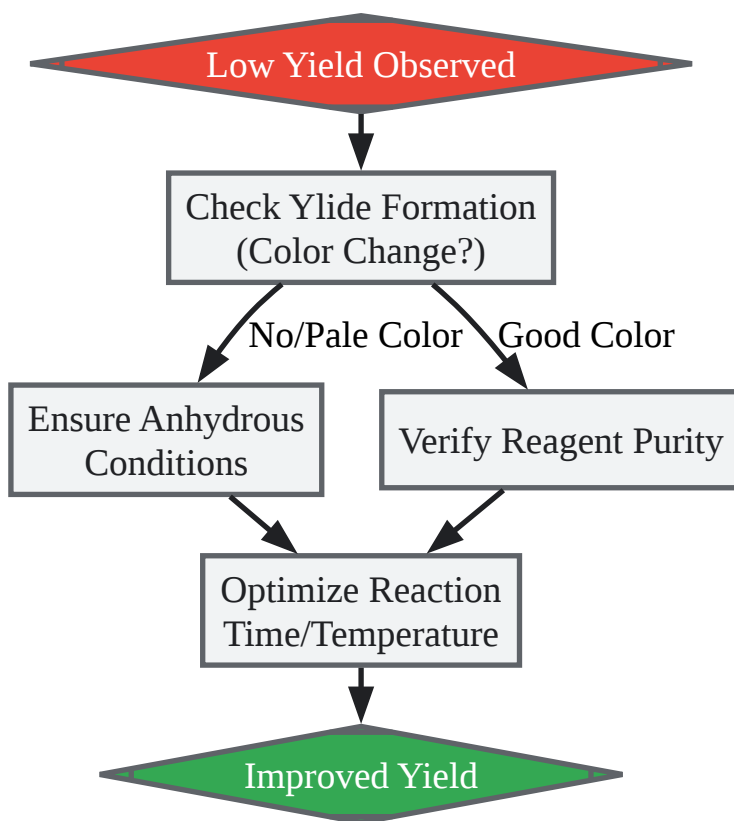 Low Yield Observed
Check Ylide Formation
(Color Change?)
No/Pale Color
Good Color
Ensure Anhydrous
Conditions
Verify Reagent Purity
Optimize Reaction
Time/Temperature
Improved Yield